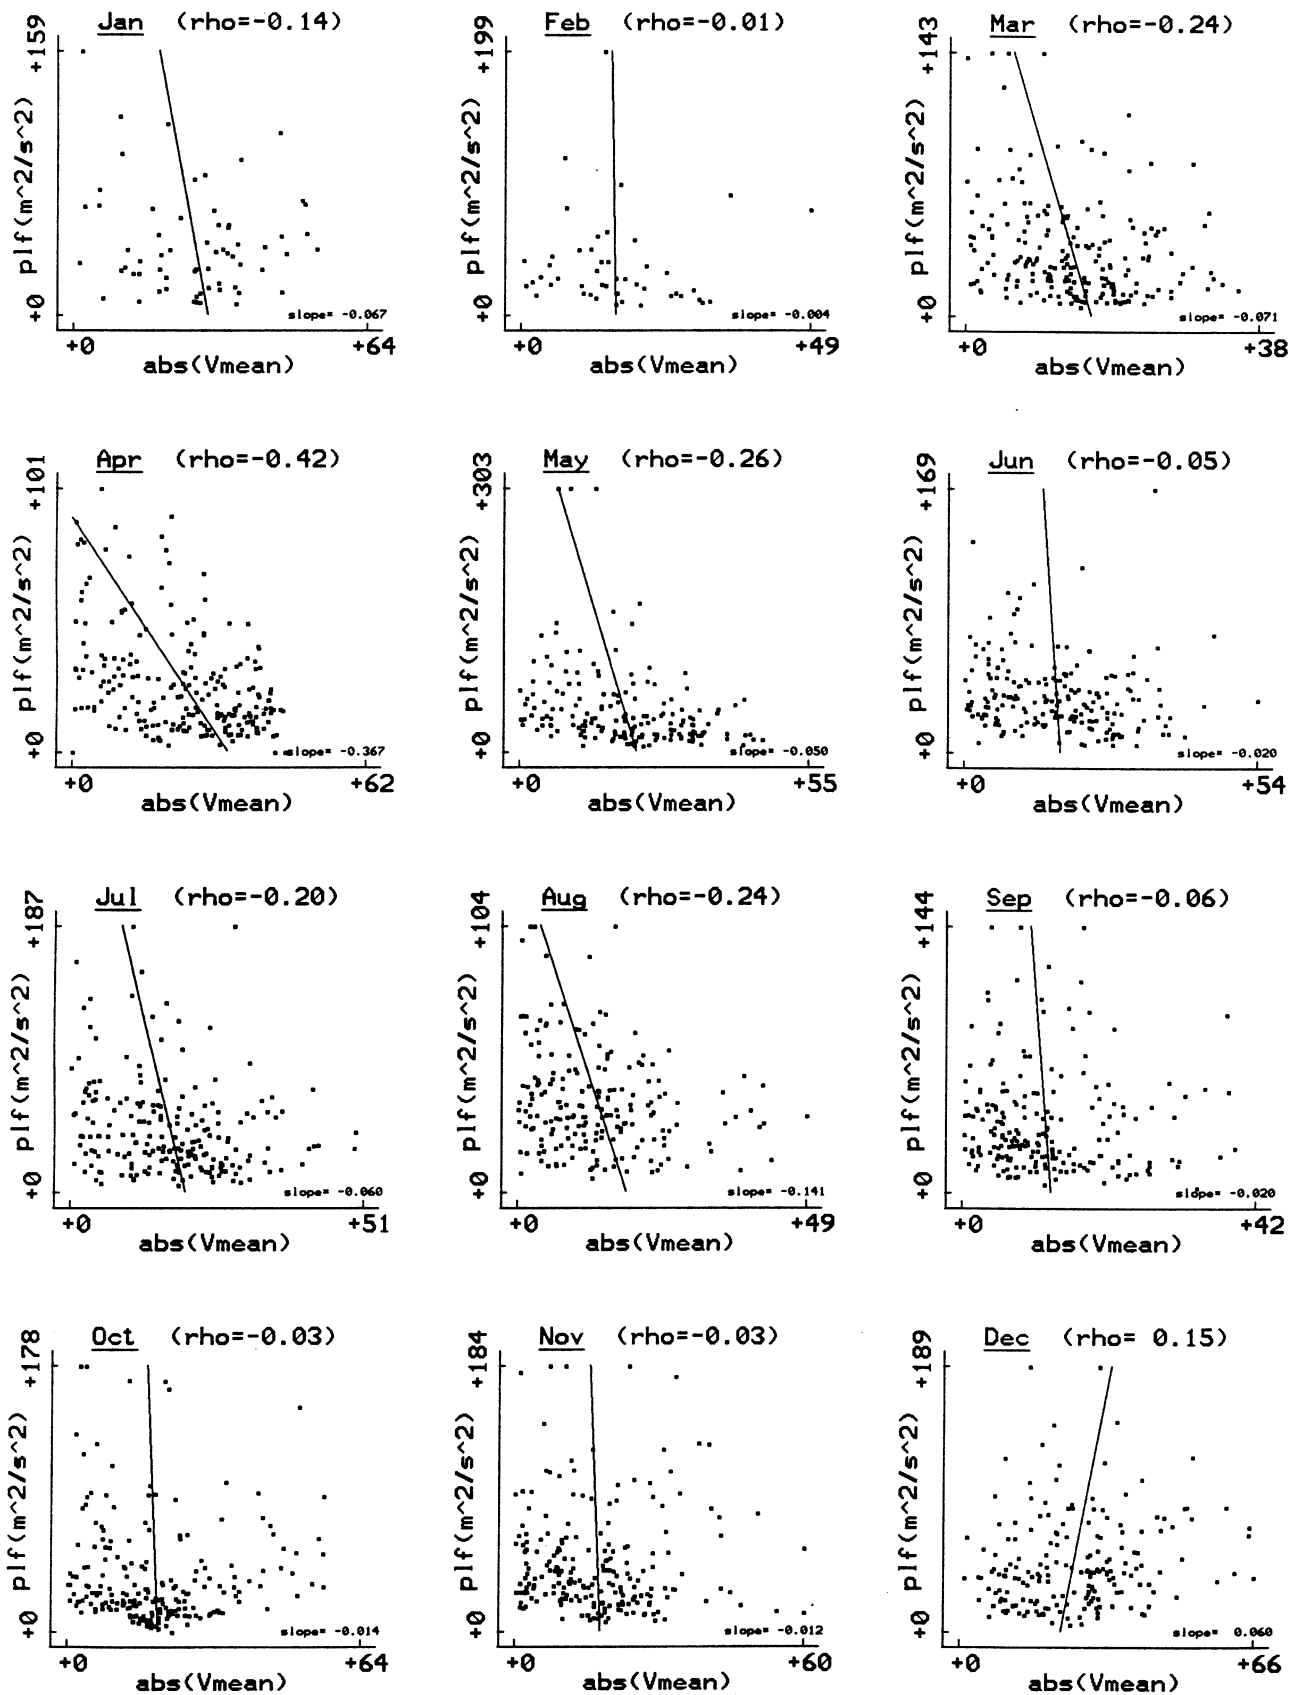 Jan (rho=-0.14)
+159
plf(m^2/s^2)
+0
slope= -0.067
+0 +64
abs(Vmean)
Feb (rho=-0.01)
+199
plf(m^2/s^2)
+0
slope= -0.004
+0 +49
abs(Vmean)
Mar (rho=-0.24)
+143
plf(m^2/s^2)
+0
slope= -0.071
+0 +38
abs(Vmean)
Apr (rho=-0.42)
+101
plf(m^2/s^2)
+0
slope= -0.367
+0 +62
abs(Vmean)
May (rho=-0.26)
+303
plf(m^2/s^2)
+0
slope= -0.050
+0 +55
abs(Vmean)
Jun (rho=-0.05)
+169
plf(m^2/s^2)
+0
slope= -0.020
+0 +54
abs(Vmean)
Jul (rho=-0.20)
+187
plf(m^2/s^2)
+0
slope= -0.060
+0 +51
abs(Vmean)
Aug (rho=-0.24)
+104
plf(m^2/s^2)
+0
slope= -0.141
+0 +49
abs(Vmean)
Sep (rho=-0.06)
+144
plf(m^2/s^2)
+0
slope= -0.020
+0 +42
abs(Vmean)
Oct (rho=-0.03)
+178
plf(m^2/s^2)
+0
slope= -0.014
+0 +64
abs(Vmean)
Nov (rho=-0.03)
+184
plf(m^2/s^2)
+0
slope= -0.012
+0 +60
abs(Vmean)
Dec (rho= 0.15)
+189
plf(m^2/s^2)
+0
slope= 0.060
+0 +66
abs(Vmean)